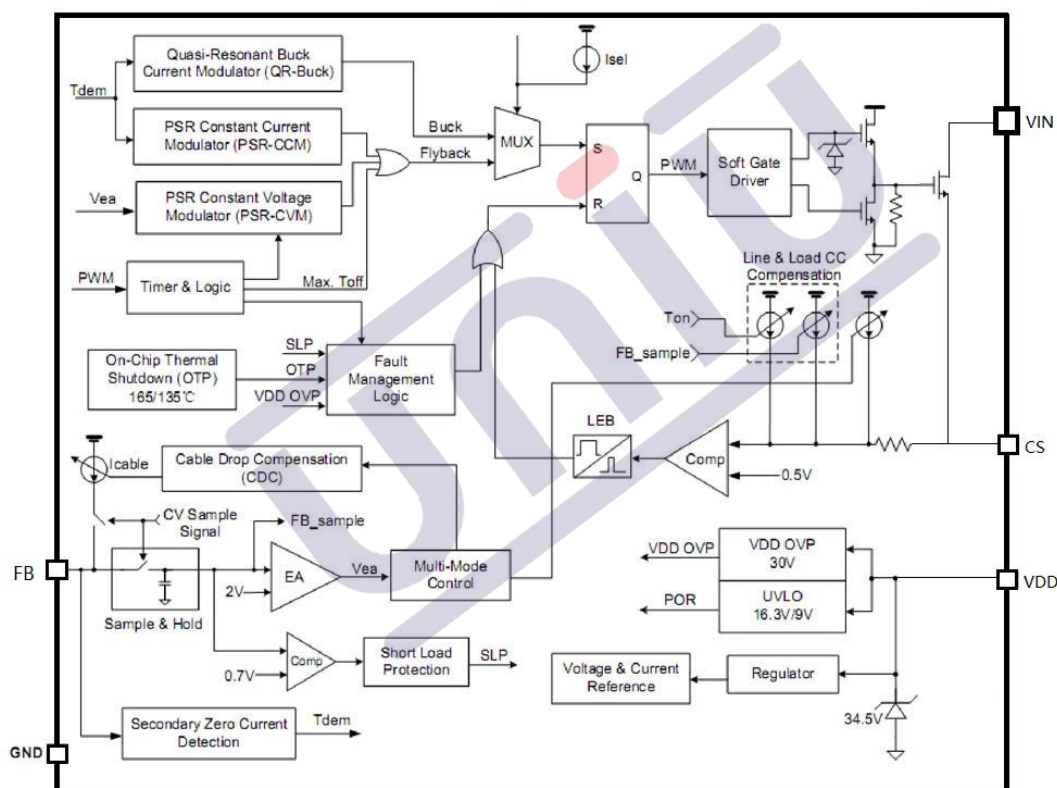 Quasi-Resonant Buck
Current Modulator (QR-Buck)
Isel
Tdem
PSR Constant Current
Modulator (PSR-CCM)
Buck
Flyback
MUX
S
R
Q
PWM
Soft Gate
Driver
VIN
Vea
PSR Constant Voltage
Modulator (PSR-CVM)
PWM
Timer & Logic
Max. Toff
Line & Load CC
Compensation
Ton
FB_sample
On-Chip Thermal
Shutdown (OTP)
165/135℃
SLP
OTP
VDD OVP
Fault
Management
Logic
LEB
Comp
0.5V
CS
Icable
Cable Drop Compensation
(CDC)
CV Sample
Signal
FB_sample
FB
Sample & Hold
2V
EA
Vea
Multi-Mode
Control
VDD OVP
VDD OVP
30V
POR
UVLO
16.3V/9V
VDD
0.7V
Comp
Short Load
Protection
SLP
Voltage & Current
Reference
Regulator
34.5V
Secondary Zero Current
Detection
Tdem
GND
uniu